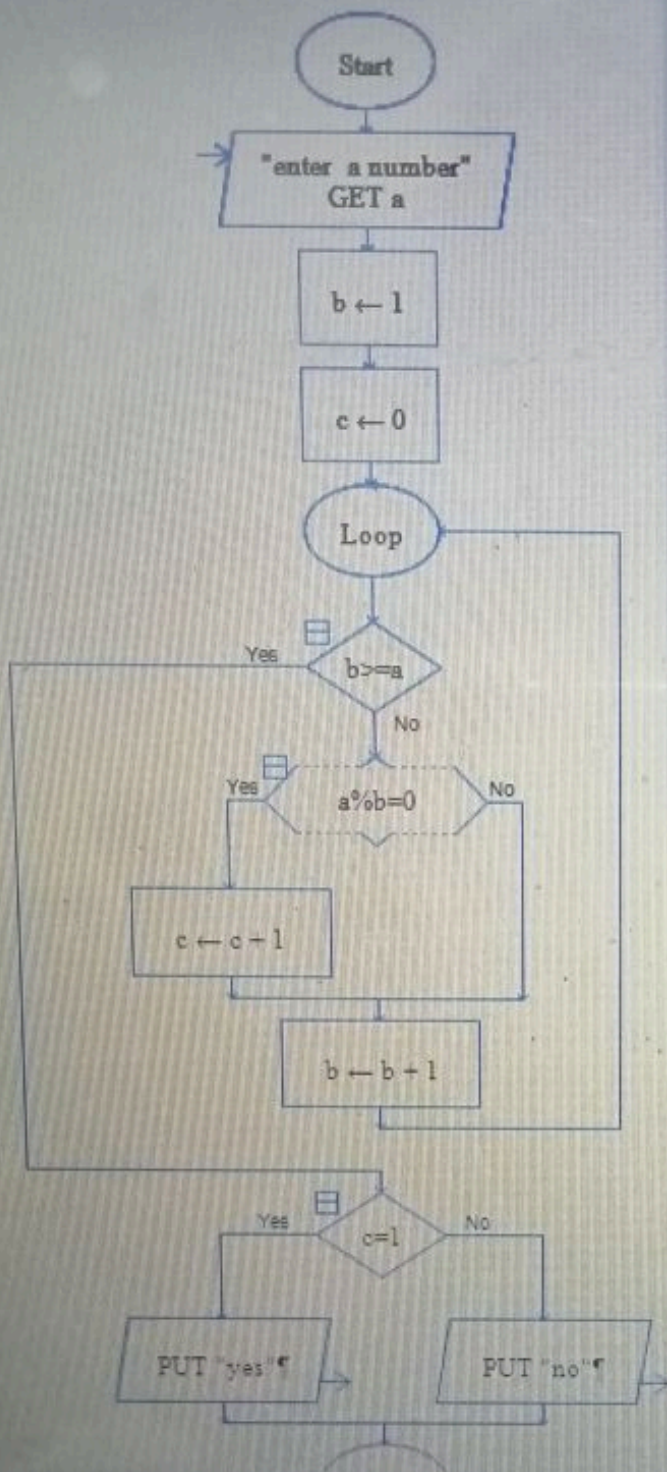 Start
"enter a number"
GET a
b ← 1
c ← 0
Loop
Yes
b>=a
No
Yes
a%b=0
No
c ← c + 1
b ← b + 1
Yes
c=1
No
PUT "yes"¶
PUT "no"¶